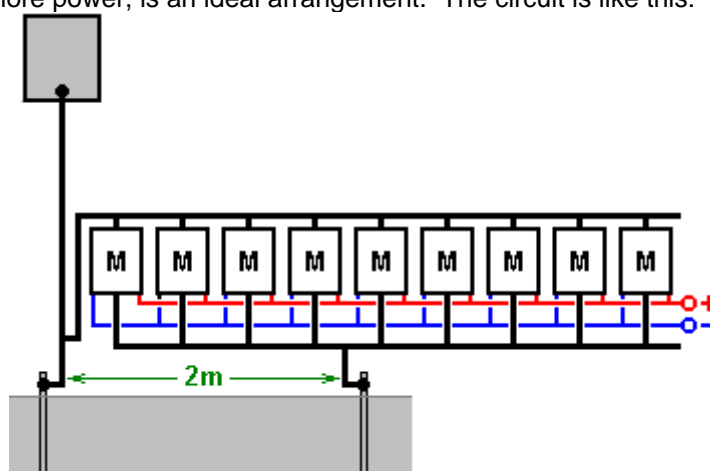 more power, is an ideal arrangement. The circuit is like this:
M M M M M M M M M
+
-
2m